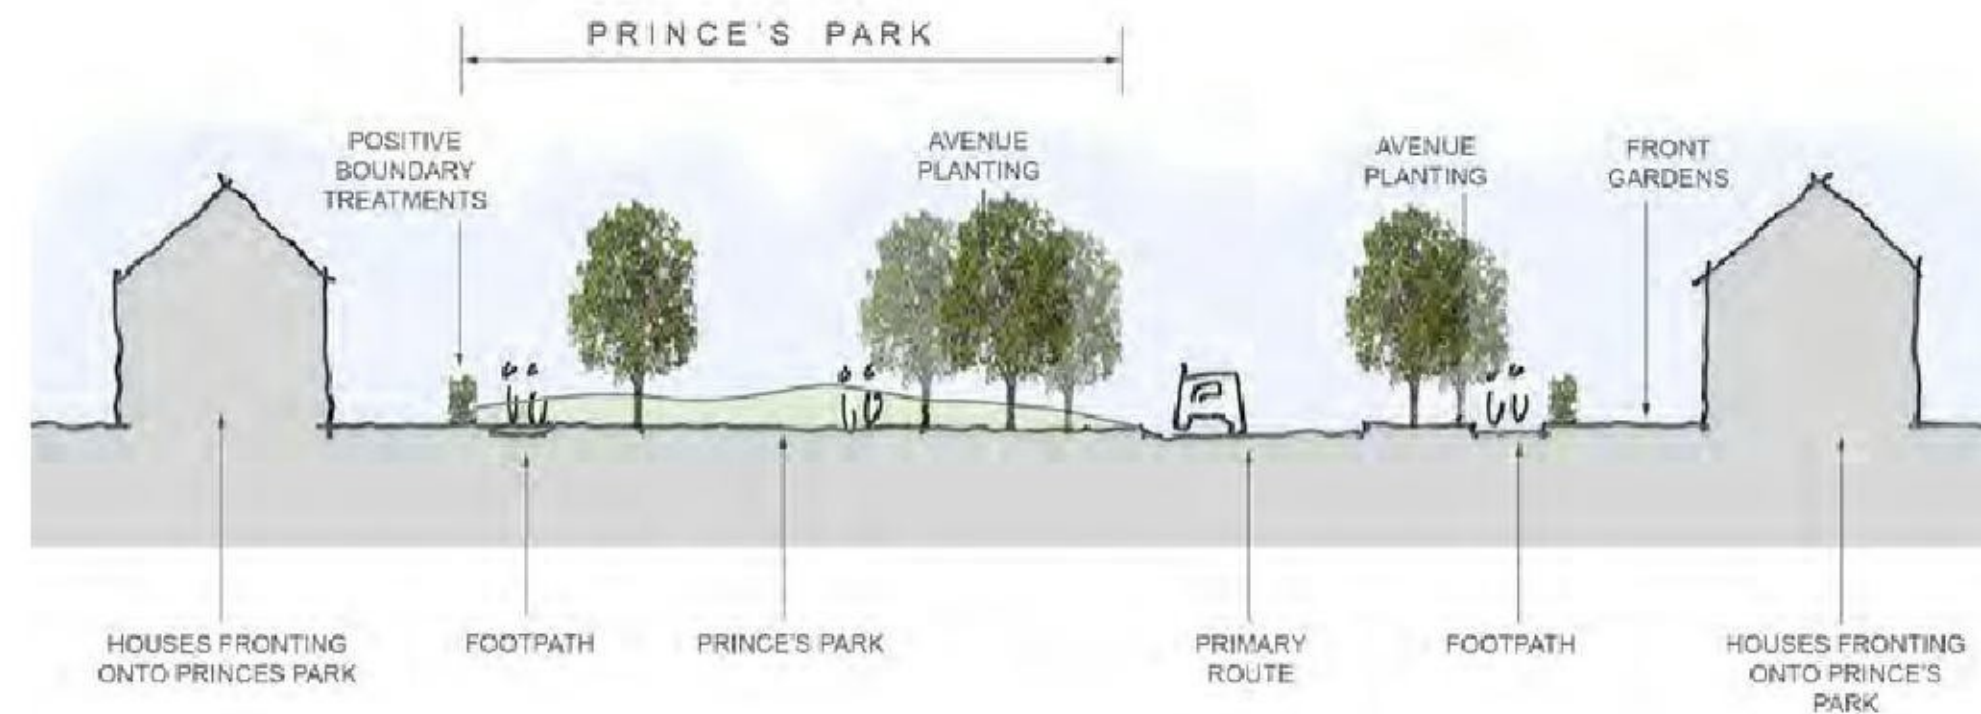 PRINCE'S PARK
POSITIVE
BOUNDARY
TREATMENTS
AVENUE
PLANTING
AVENUE
PLANTING
FRONT
GARDENS
HOUSES FRONTING
ONTO PRINCES PARK
FOOTPATH
PRINCE'S PARK
PRIMARY
ROUTE
FOOTPATH
HOUSES FRONTING
ONTO PRINCE'S
PARK